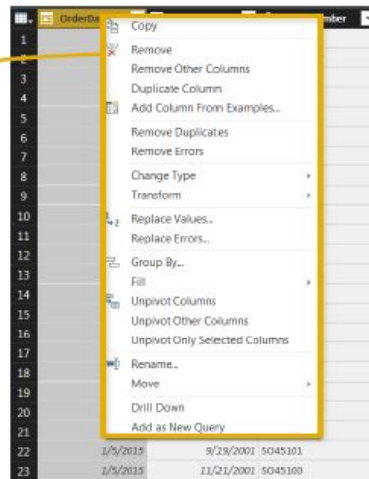 OrderDa
mber
1
Copy
2
Remove
3
Remove Other Columns
4
Duplicate Column
5
Add Column From Examples...
6
Remove Duplicates
7
Remove Errors
8
Change Type
9
Transform
10
Replace Values...
11
Replace Errors...
12
Group By...
13
Fill
14
Unpivot Columns
15
Unpivot Other Columns
16
Unpivot Only Selected Columns
17
Rename...
18
Move
19
Drill Down
20
Add as New Query
21
22 1/5/2015 9/19/2001 SO45101
23 1/5/2015 11/21/2001 SO45100